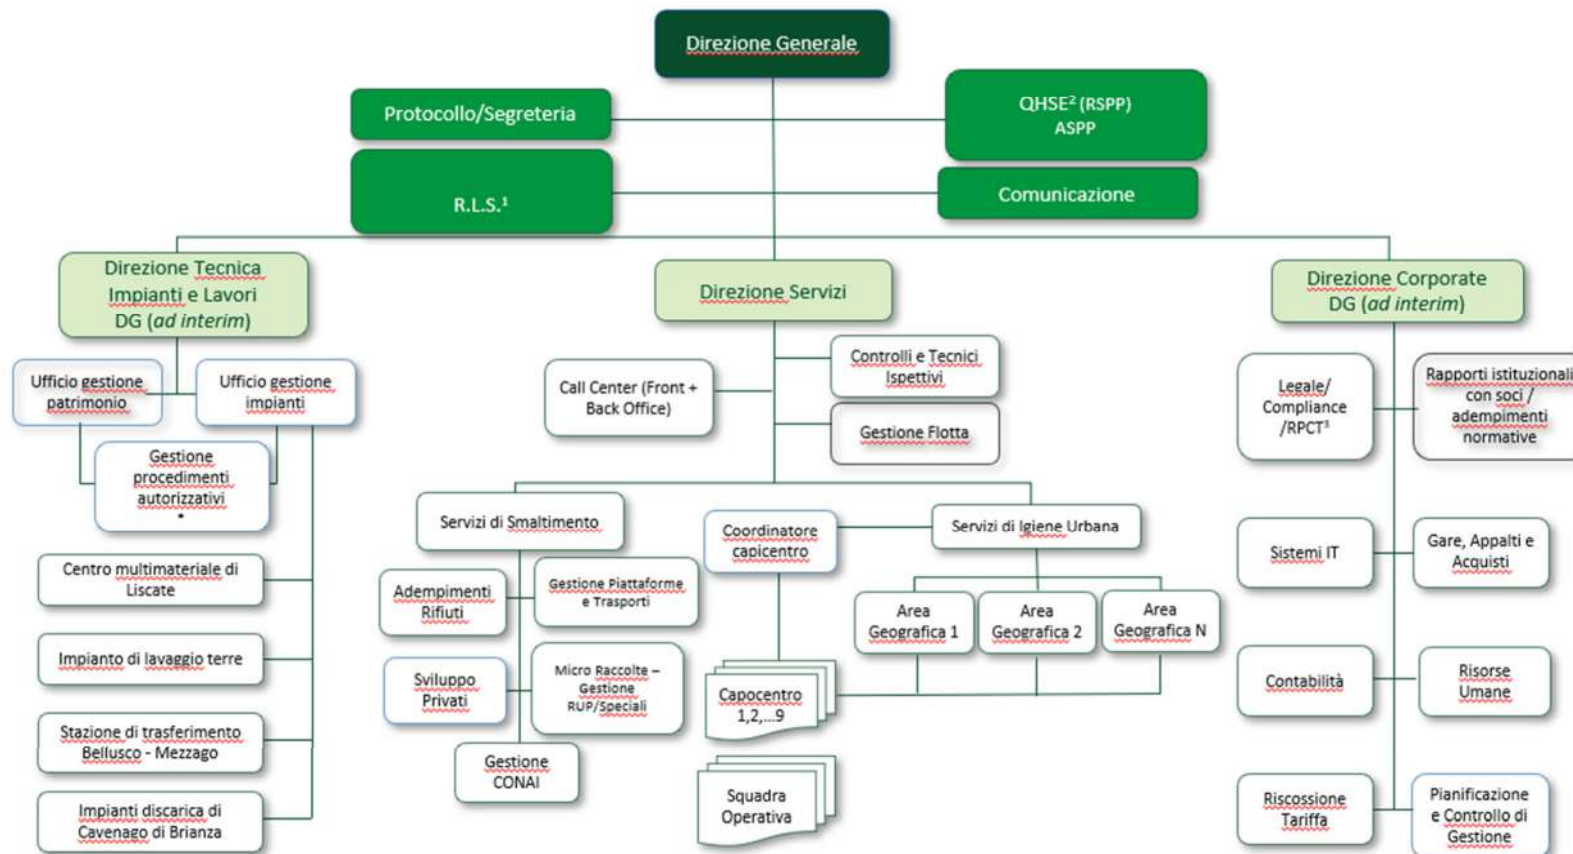 Direzione Generale
Protocollo/Segreteria
QHSE² (RSPP)
ASPP
R.L.S.¹
Comunicazione
Direzione Tecnica
Impianti e Lavori
DG (ad interim)
Direzione Servizi
Direzione Corporate
DG (ad interim)
Ufficio gestione
patrimonio
Ufficio gestione
impianti
Gestione
procedimenti
autorizzativi
*
Centro multimateriale di
Liscate
Impianto di lavaggio terre
Stazione di trasferimento
Bellusco - Mezzago
Impianti discarica di
Cavenago di Brianza
Call Center (Front +
Back Office)
Controlli e Tecnici
Ispettivi
Gestione Flotta
Servizi di Smaltimento
Adempimenti
Rifiuti
Gestione Piattaforme
e Trasporti
Sviluppo
Privati
Micro Raccolte –
Gestione
RUP/Speciali
Gestione
CONAI
Coordinatore
capicentro
Servizi di Igiene Urbana
Area
Geografica 1
Area
Geografica 2
Area
Geografica N
Capocentro
1,2,...9
Squadra
Operativa
Legale/
Compliance
/RPCT³
Rapporti istituzionali
con soci /
adempimenti
normative
Sistemi IT
Gare, Appalti e
Acquisti
Contabilità
Risorse
Umane
Riscossione
Tariffa
Pianificazione
e Controllo di
Gestione